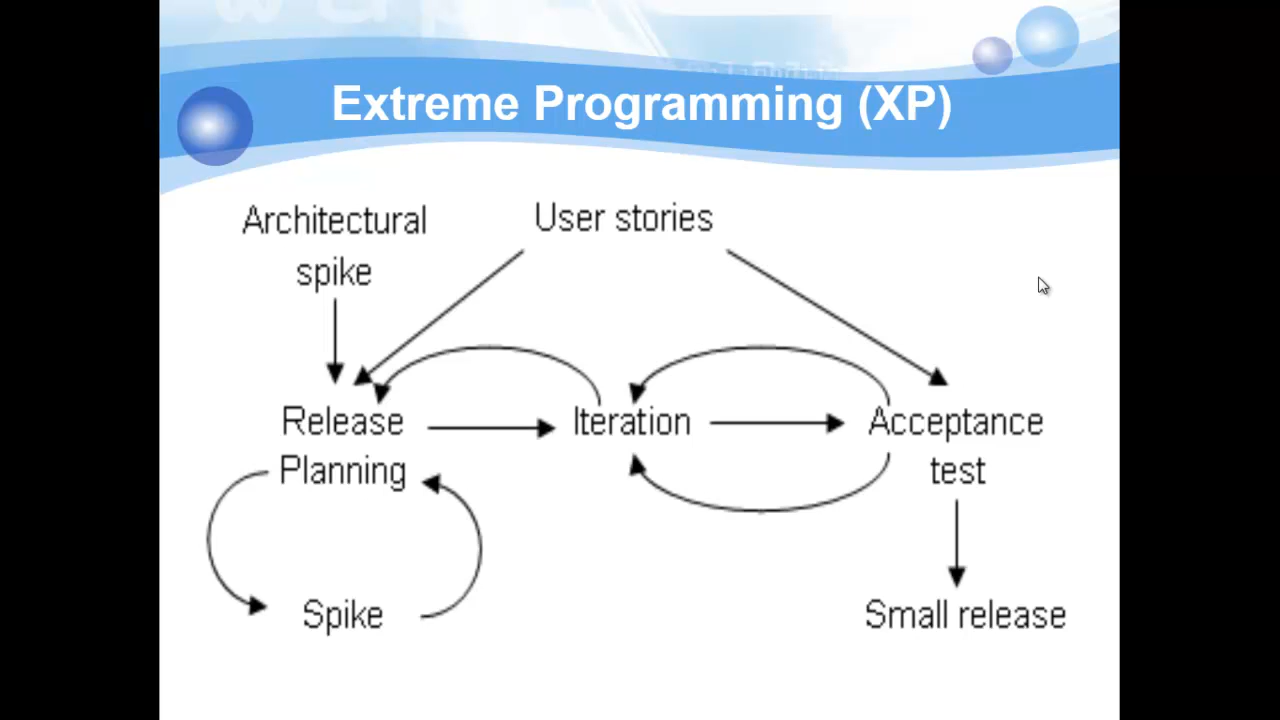 Extreme Programming (XP)
Architectural
spike
User stories
Release
Planning
Iteration
Acceptance
test
Spike
Small release